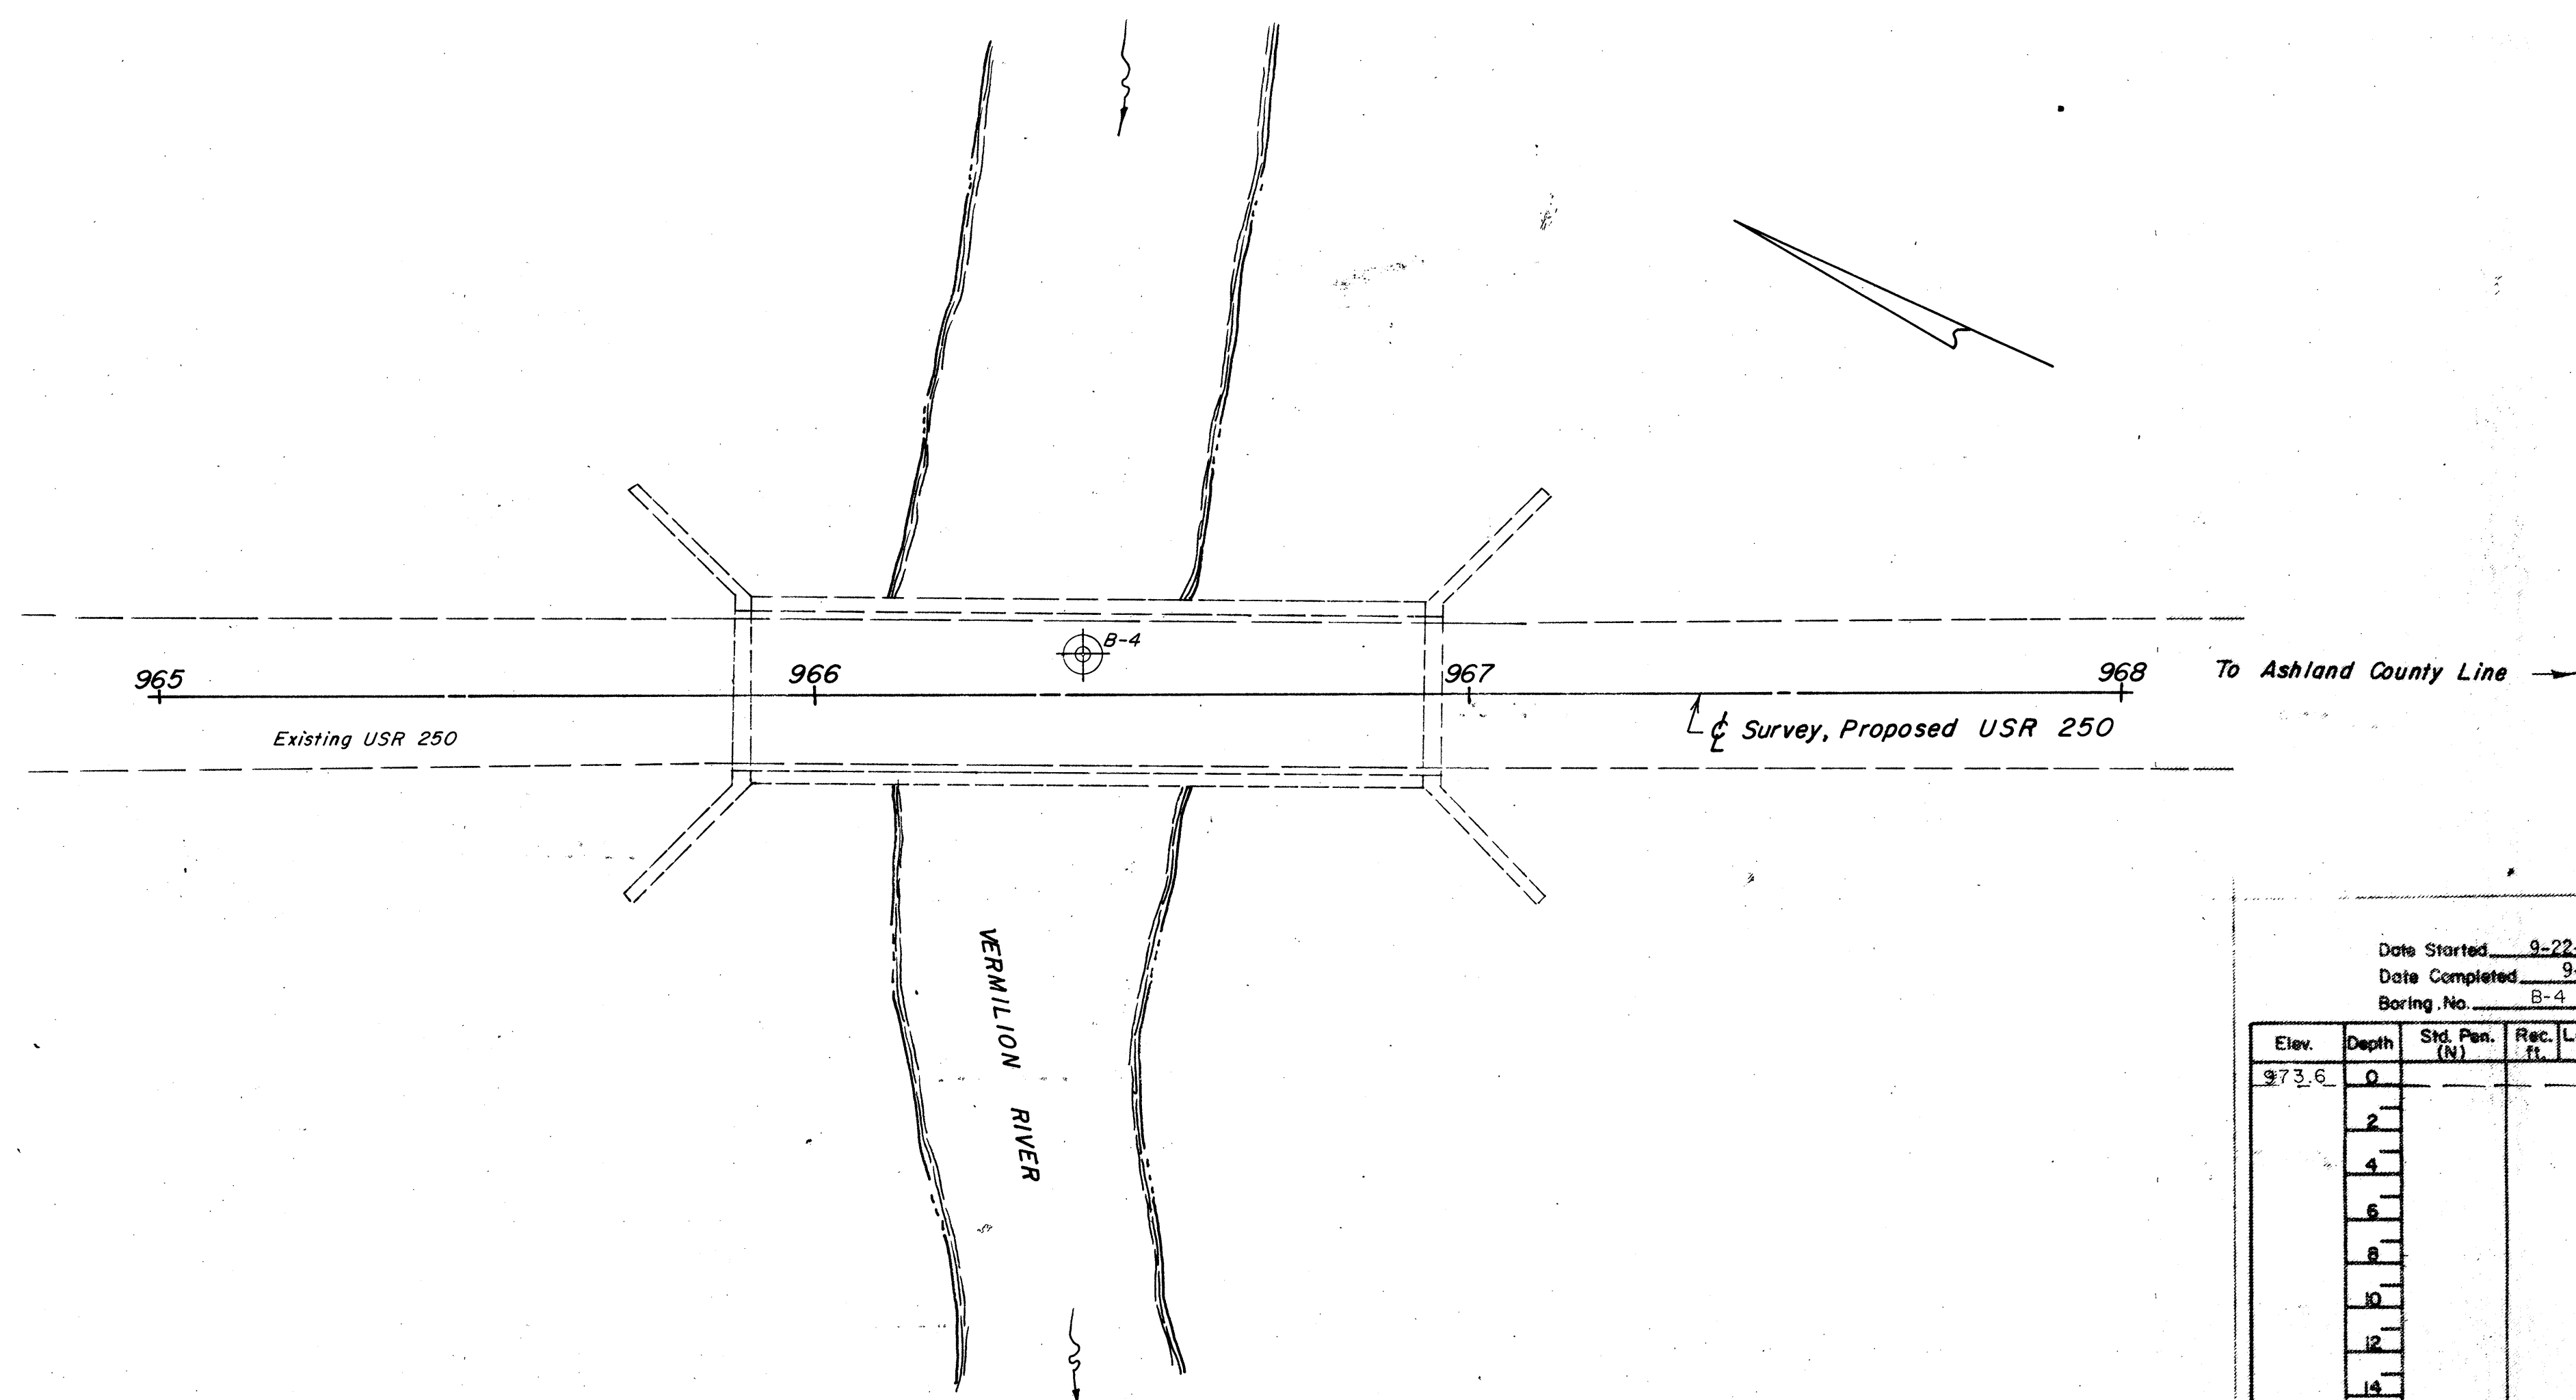 B-4
965
966
967
968
To Ashland County Line
Existing USR 250
℄ Survey, Proposed USR 250
VERMILION RIVER
Date Started 9-22-
Date Completed 9-
Boring No. B-4
Elev. Depth Std. Pen. (N) Rec. ft. L
973.6 0
2
4
6
8
10
12
14